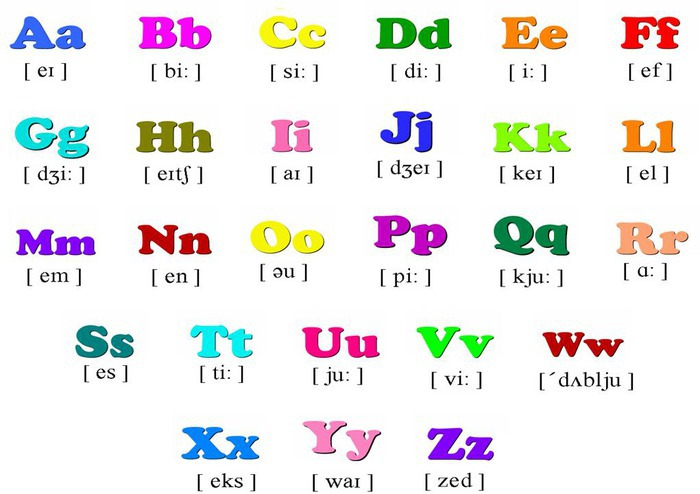 Aa Bb Cc Dd Ee Ff
[ eɪ ] [ bi: ] [ si: ] [ di: ] [ i: ] [ ef ]
Gg Hh Ii Jj Kk Ll
[ dʒi: ] [ eɪtʃ ] [ aɪ ] [ dʒeɪ ] [ keɪ ] [ el ]
Mm Nn Oo Pp Qq Rr
[ em ] [ en ] [ əu ] [ pi: ] [ kju: ] [ ɑ: ]
Ss Tt Uu Vv Ww
[ es ] [ ti: ] [ ju: ] [ vi: ] [ ´dʌblju ]
Xx Yy Zz
[ eks ] [ waɪ ] [ zed ]